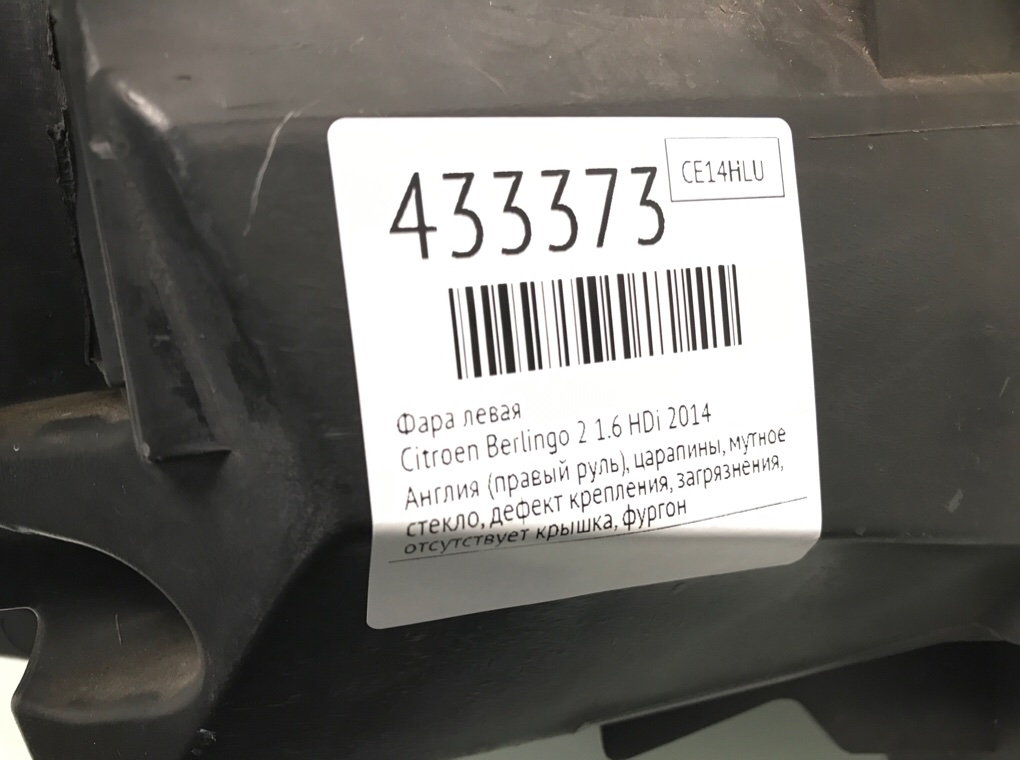 433373
CE14HLU
Фара левая
Citroen Berlingo 2 1.6 HDi 2014
Англия (правый руль), царапины, мутное
стекло, дефект крепления, загрязнения,
отсутствует крышка, фургон